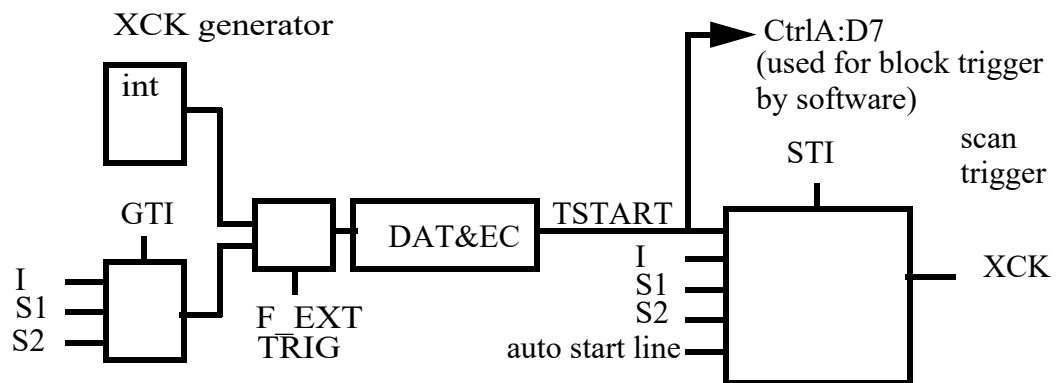 XCK generator
CtrlA:D7
(used for block trigger
by software)
int
scan
trigger
STI
GTI
TSTART
DAT&EC
I
S1
S2
I
S1
S2
XCK
F_EXT
TRIG
auto start line